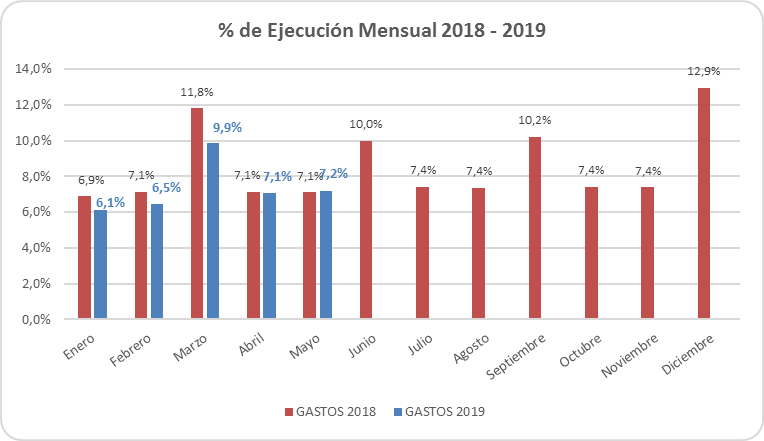 % de Ejecución Mensual 2018 - 2019
14,0%
12,0%
10,0%
8,0%
6,0%
4,0%
2,0%
0,0%
6,9%
6,1%
7,1%
6,5%
11,8%
9,9%
7,1%
7,1%
7,1%
7,2%
10,0%
7,4%
7,4%
10,2%
7,4%
7,4%
12,9%
Enero
Febrero
Marzo
Abril
Mayo
Junio
Julio
Agosto
Septiembre
Octubre
Noviembre
Diciembre
GASTOS 2018
GASTOS 2019